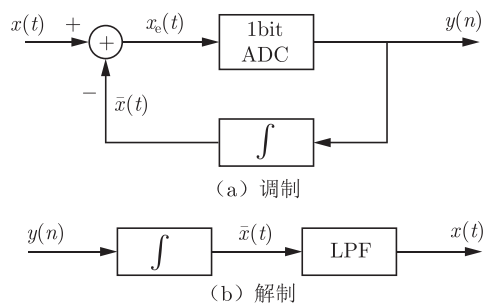 x(t) + xₑ(t) 1bit ADC y(n)
+
− x̄(t)
∫
（a）调制
y(n) ∫ x̄(t) LPF x(t)
（b）解制